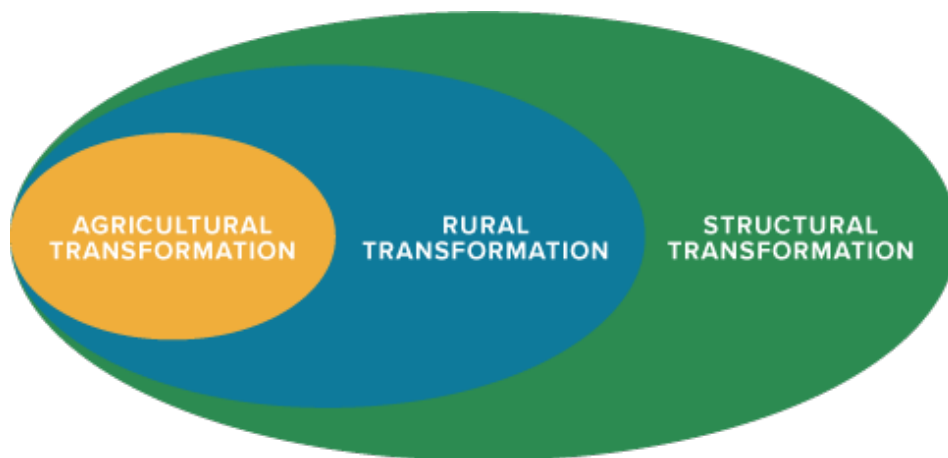 AGRICULTURAL
TRANSFORMATION
RURAL
TRANSFORMATION
STRUCTURAL
TRANSFORMATION